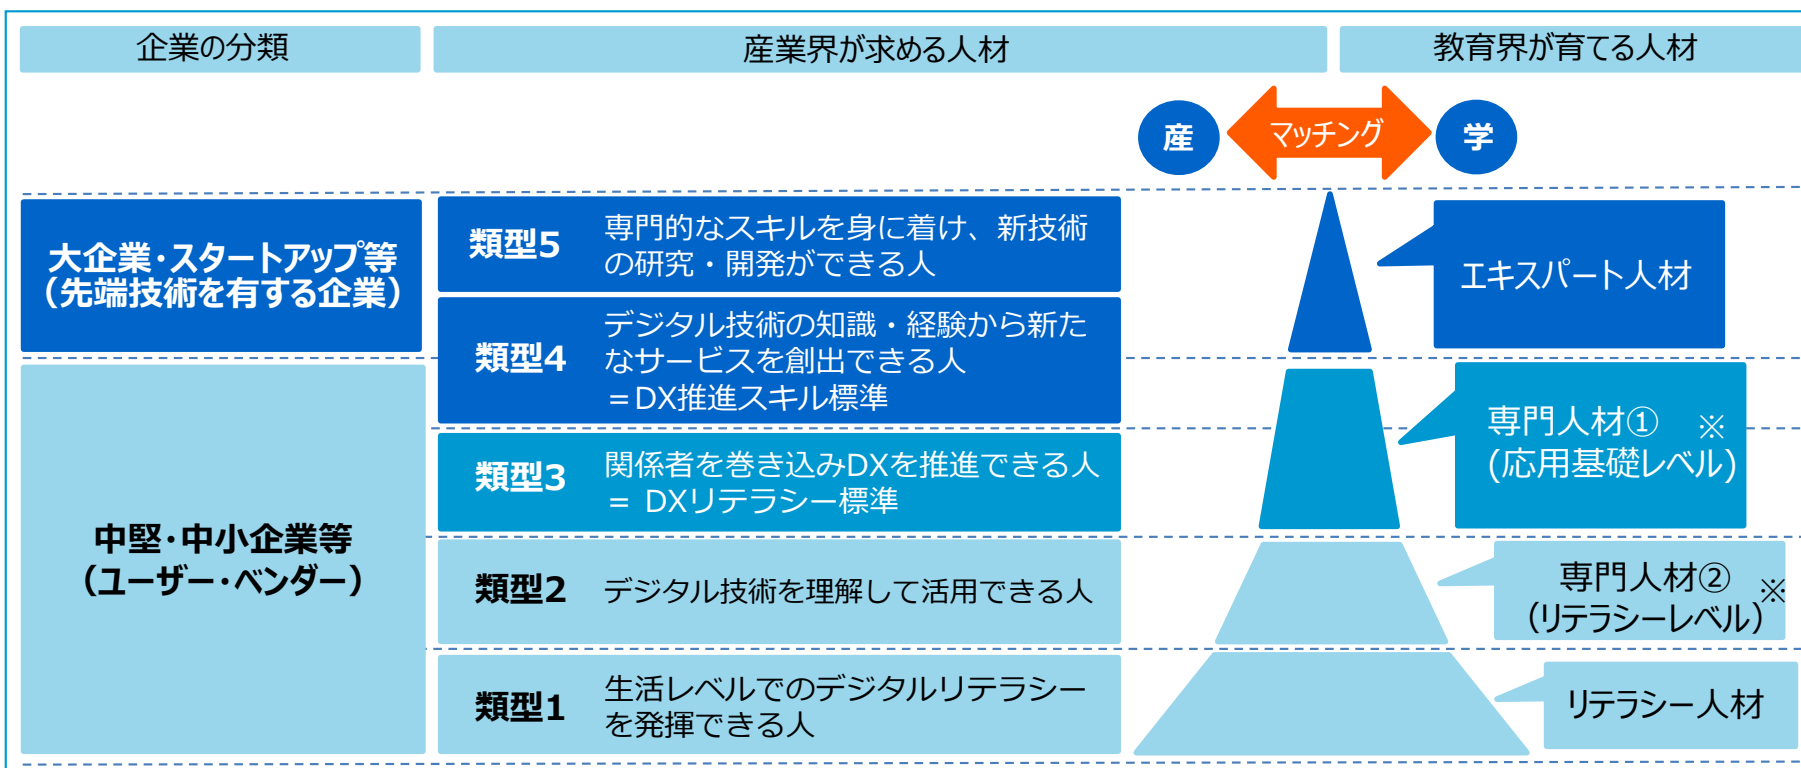 企業の分類
産業界が求める人材
教育界が育てる人材
産
マッチング
学
大企業・スタートアップ等
（先端技術を有する企業）
類型5
専門的なスキルを身に着け、新技術
の研究・開発ができる人
エキスパート人材
類型4
デジタル技術の知識・経験から新た
なサービスを創出できる人
＝DX推進スキル標準
専門人材① ※
(応用基礎レベル)
中堅・中小企業等
（ユーザー・ベンダー）
類型3
関係者を巻き込みDXを推進できる人
＝ DXリテラシー標準
類型2
デジタル技術を理解して活用できる人
専門人材② ※
（リテラシーレベル）
類型1
生活レベルでのデジタルリテラシー
を発揮できる人
リテラシー人材